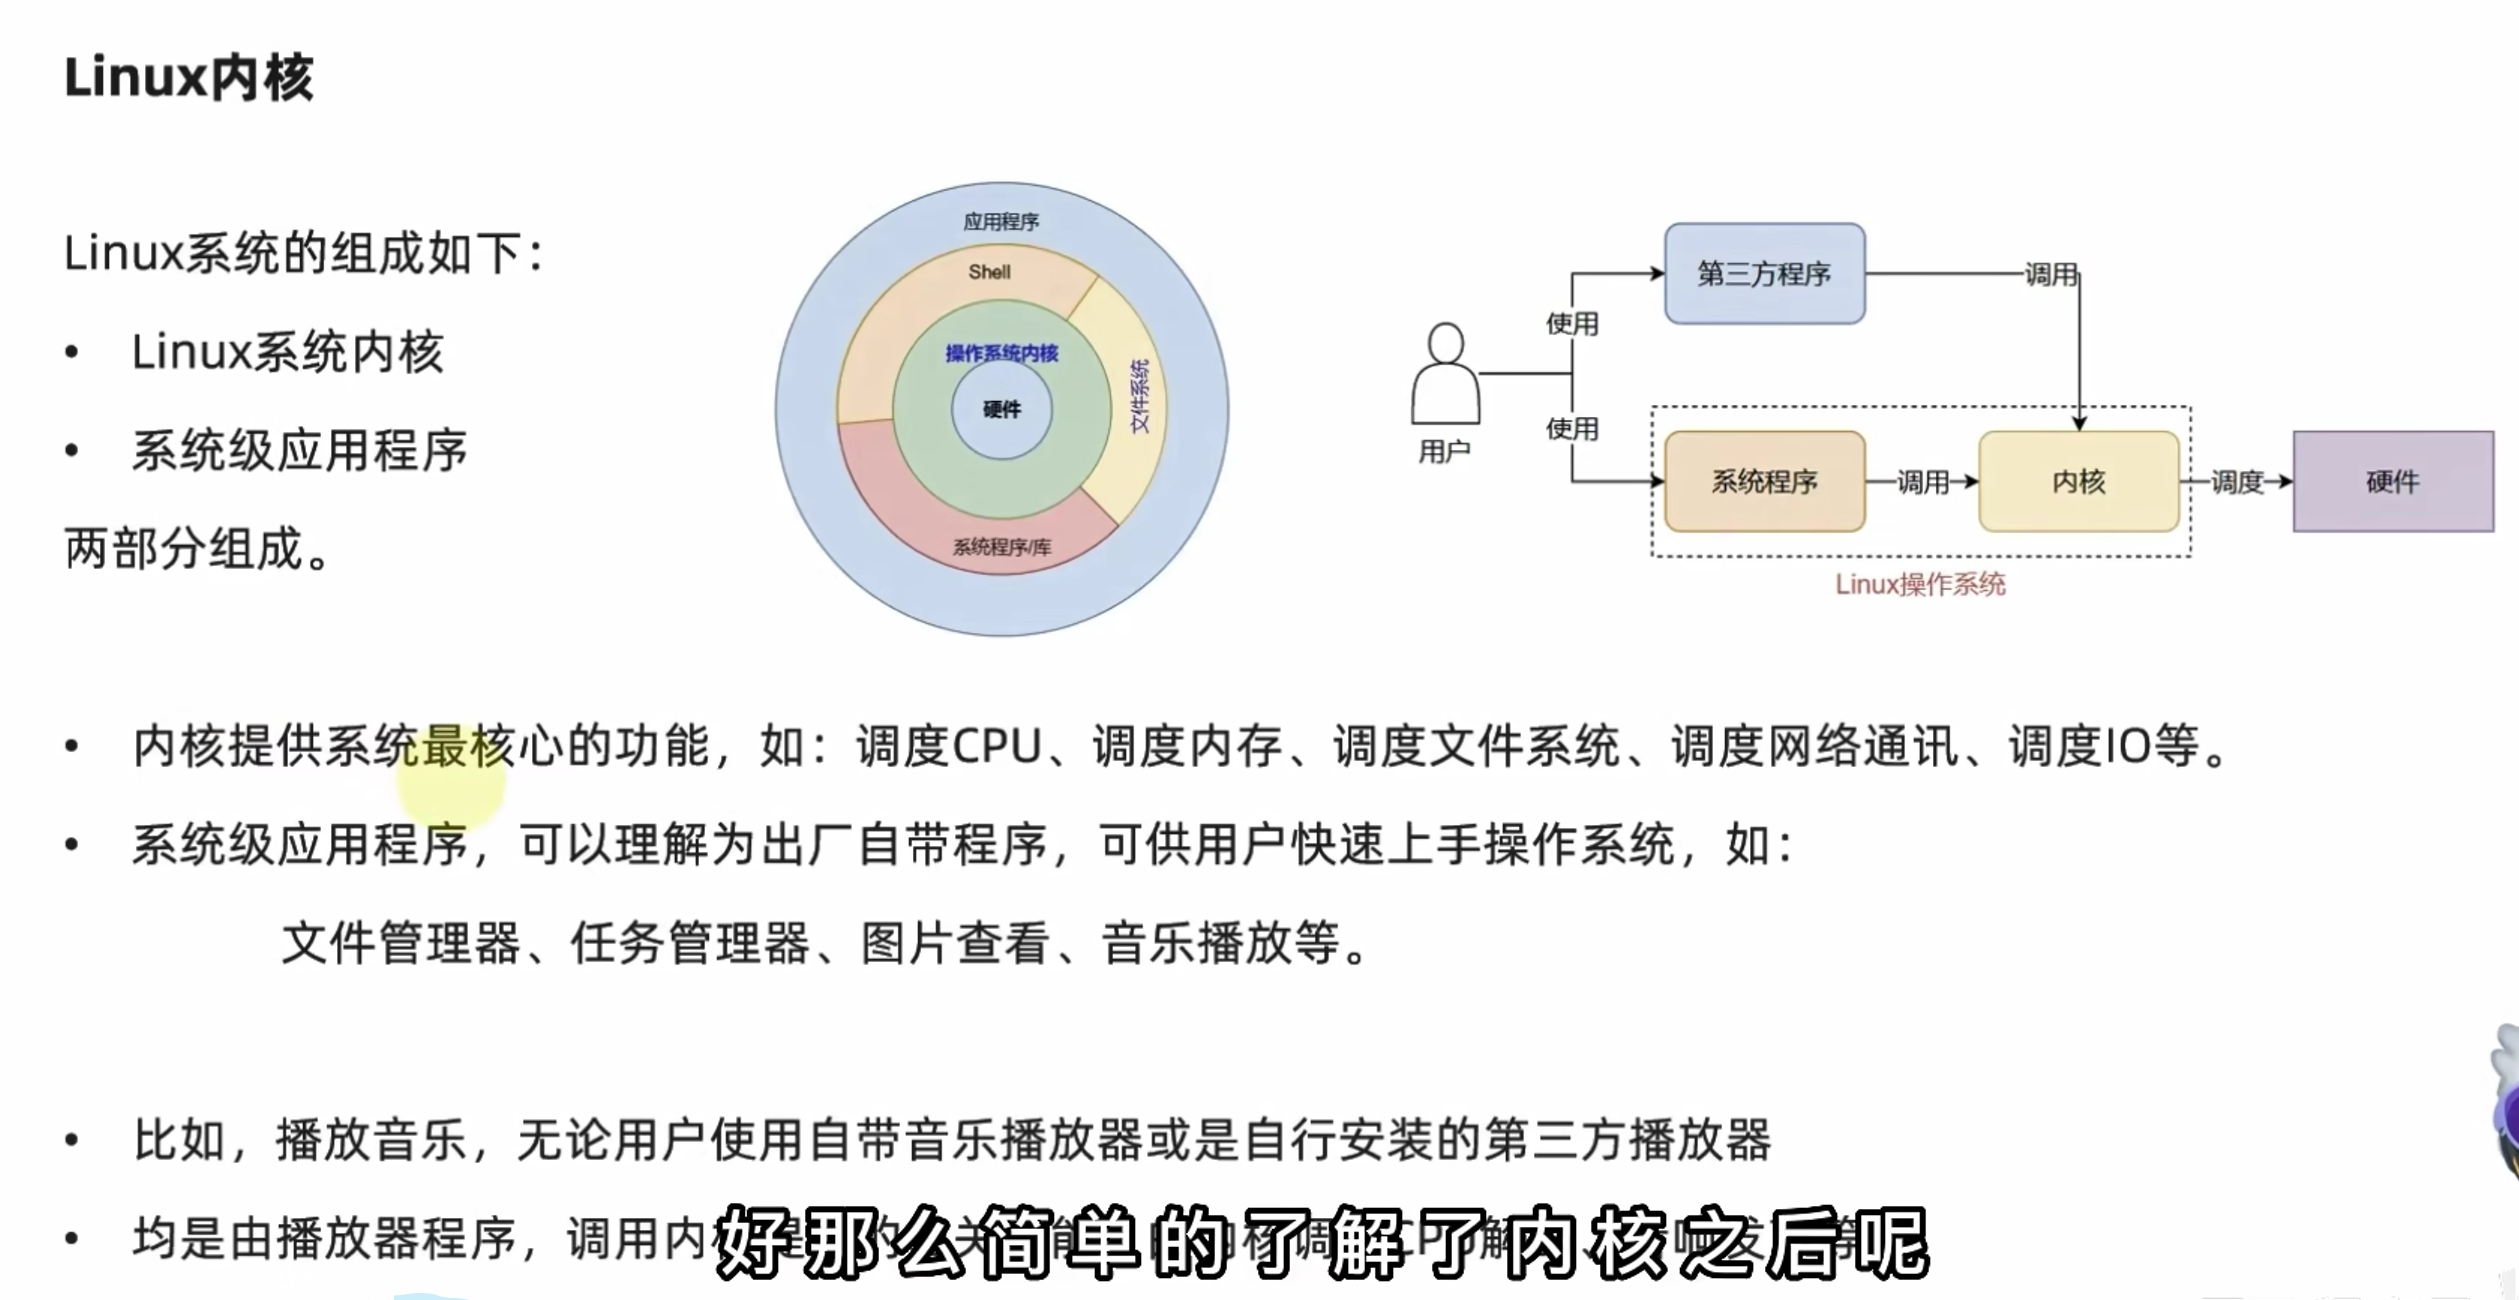 Linux内核
Linux系统的组成如下：
• Linux系统内核
• 系统级应用程序
两部分组成。
应用程序
Shell
操作系统内核
硬件
文件系统
系统程序/库
第三方程序
调用
使用
用户
使用
系统程序
调用
内核
调度
硬件
Linux操作系统
• 内核提供系统最核心的功能，如：调度CPU、调度内存、调度文件系统、调度网络通讯、调度IO等。
• 系统级应用程序，可以理解为出厂自带程序，可供用户快速上手操作系统，如：
文件管理器、任务管理器、图片查看、音乐播放等。
• 比如，播放音乐，无论用户使用自带音乐播放器或是自行安装的第三方播放器
• 均是由播放器程序，调用内
好那么简单的了解了内核之后呢